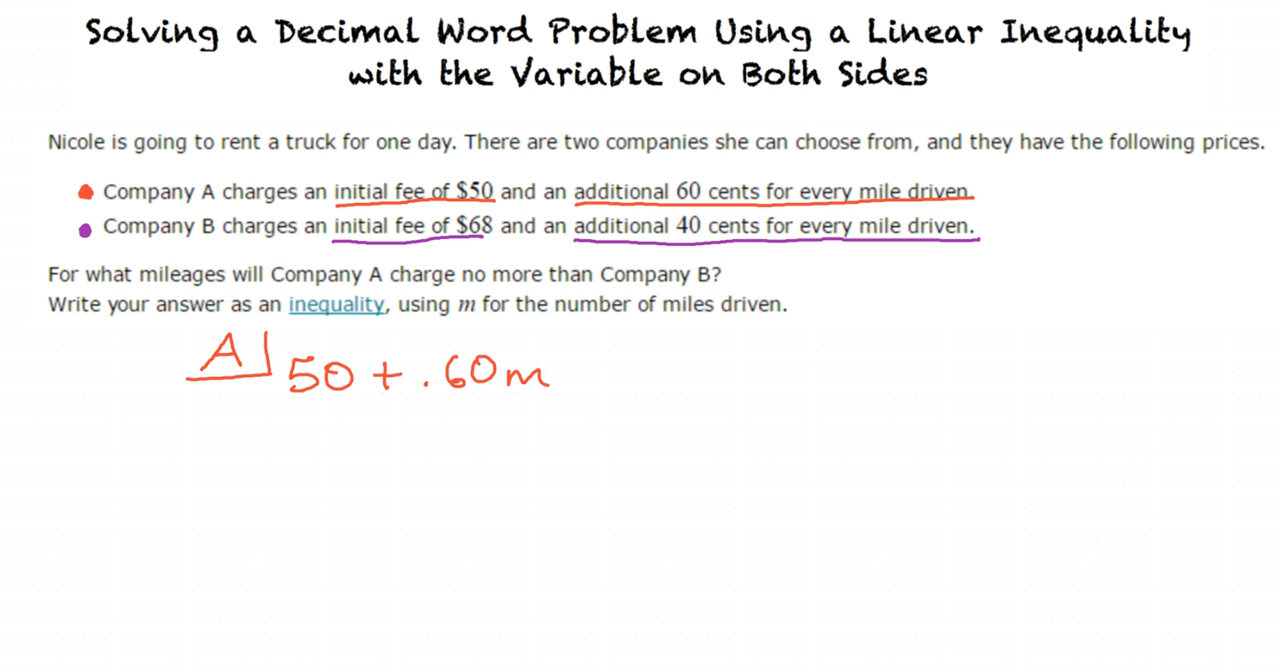 Solving a Decimal Word Problem Using a Linear Inequality
with the Variable on Both Sides
Nicole is going to rent a truck for one day. There are two companies she can choose from, and they have the following prices.
Company A charges an initial fee of $50 and an additional 60 cents for every mile driven.
Company B charges an initial fee of $68 and an additional 40 cents for every mile driven.
For what mileages will Company A charge no more than Company B?
Write your answer as an inequality, using m for the number of miles driven.
A 50 + .60m